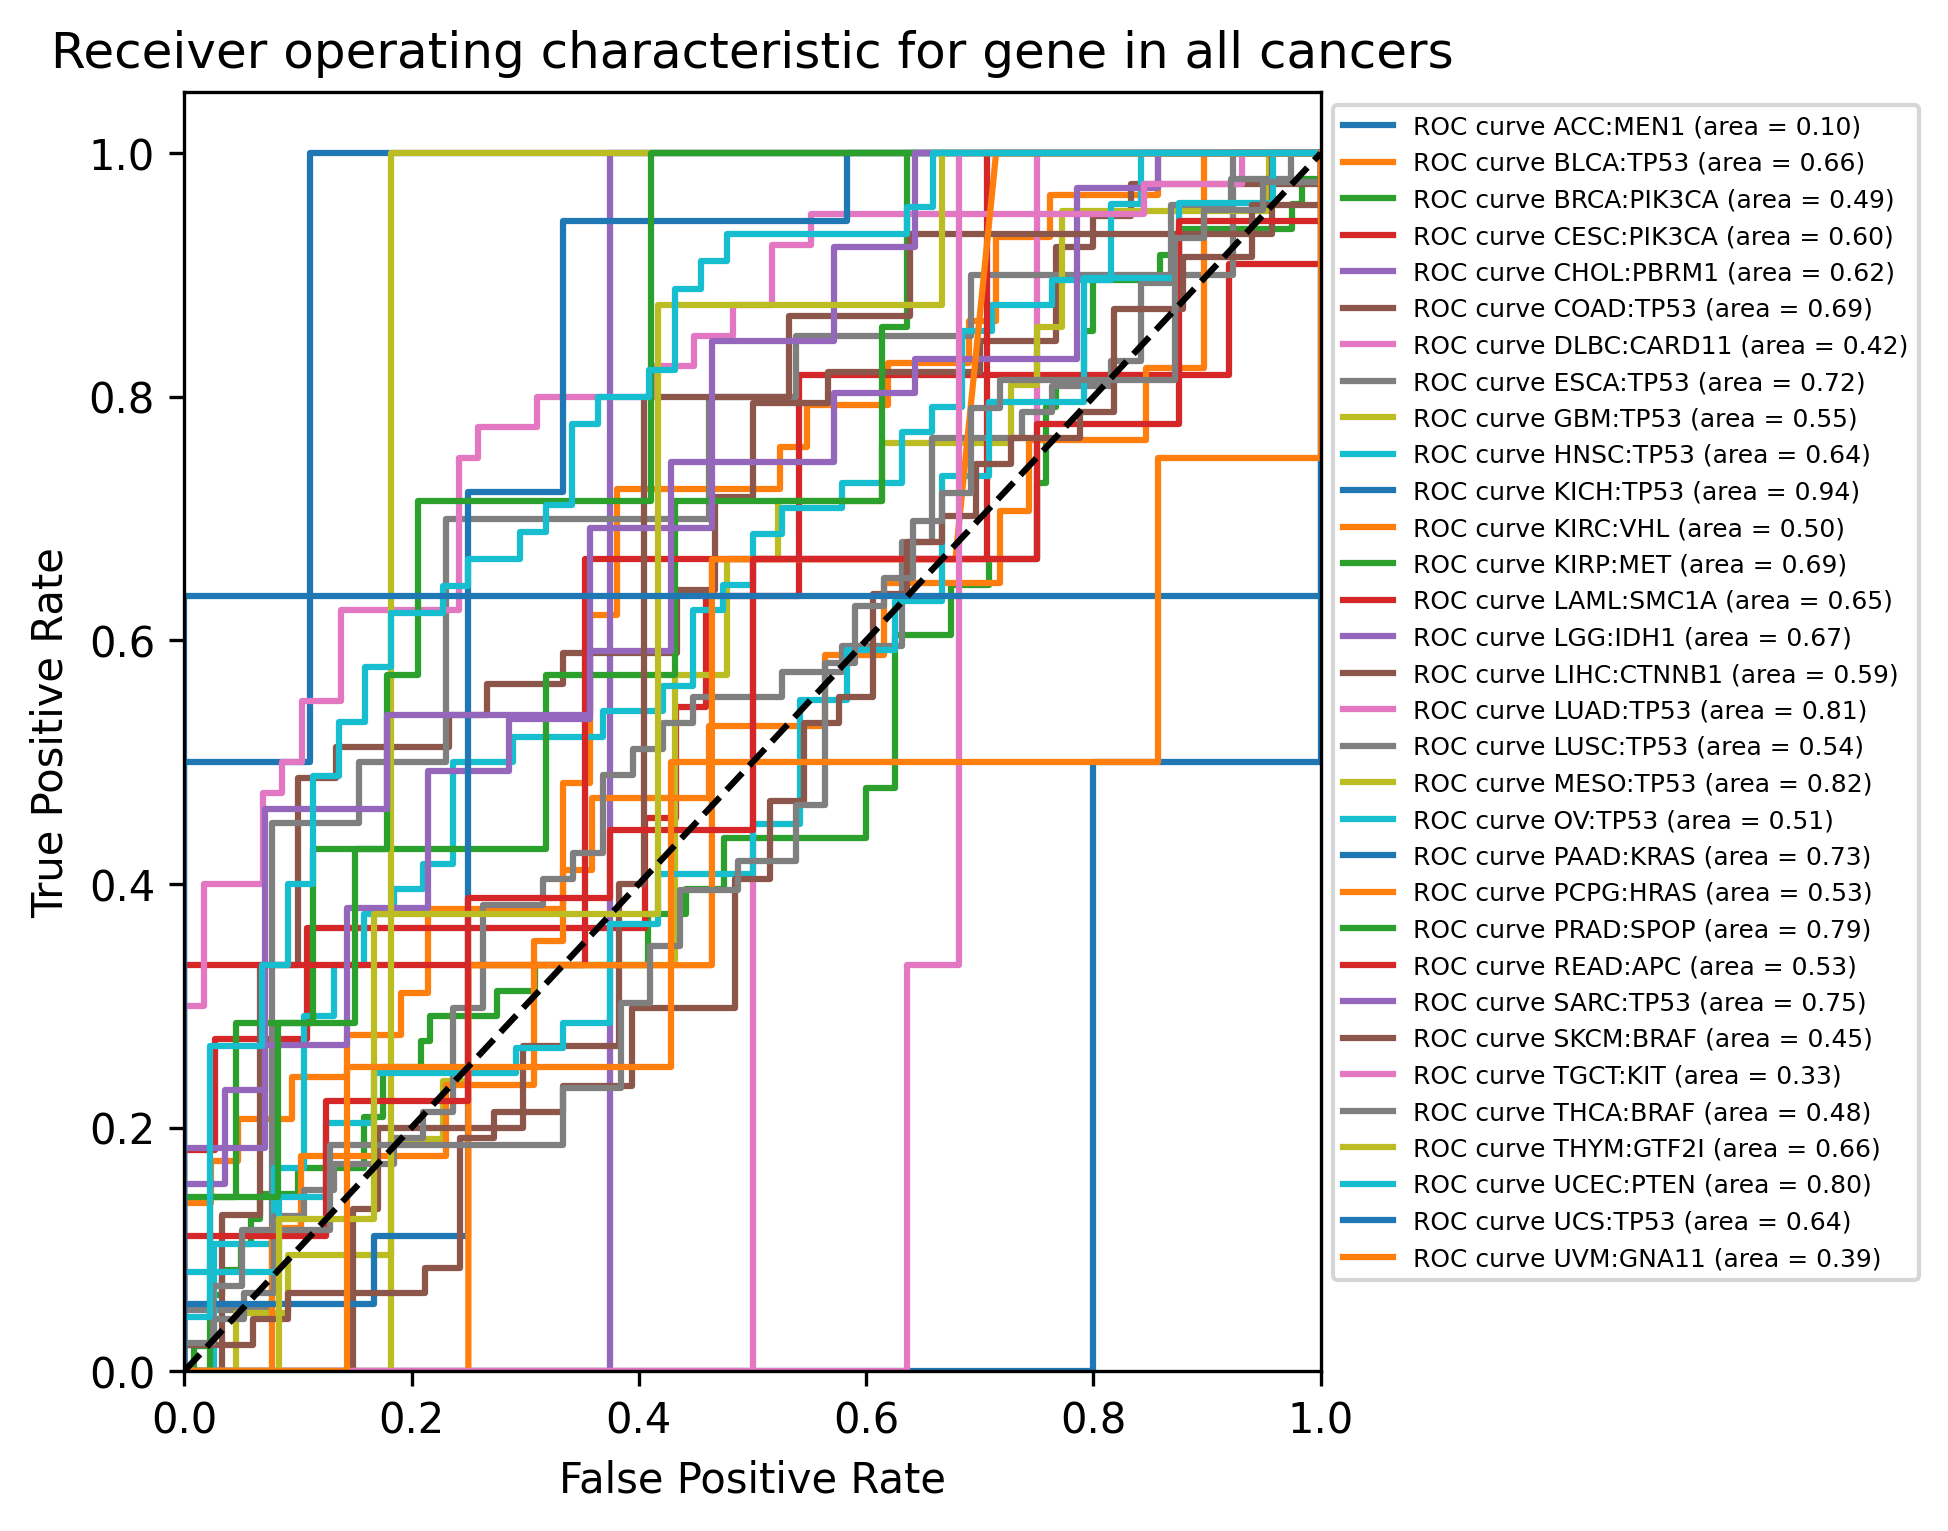 Receiver operating characteristic for gene in all cancers
True Positive Rate
1.0
0.8
0.6
0.4
0.2
0.0
0.0 0.2 0.4 0.6 0.8 1.0
False Positive Rate
ROC curve ACC:MEN1 (area = 0.10)
ROC curve BLCA:TP53 (area = 0.66)
ROC curve BRCA:PIK3CA (area = 0.49)
ROC curve CESC:PIK3CA (area = 0.60)
ROC curve CHOL:PBRM1 (area = 0.62)
ROC curve COAD:TP53 (area = 0.69)
ROC curve DLBC:CARD11 (area = 0.42)
ROC curve ESCA:TP53 (area = 0.72)
ROC curve GBM:TP53 (area = 0.55)
ROC curve HNSC:TP53 (area = 0.64)
ROC curve KICH:TP53 (area = 0.94)
ROC curve KIRC:VHL (area = 0.50)
ROC curve KIRP:MET (area = 0.69)
ROC curve LAML:SMC1A (area = 0.65)
ROC curve LGG:IDH1 (area = 0.67)
ROC curve LIHC:CTNNB1 (area = 0.59)
ROC curve LUAD:TP53 (area = 0.81)
ROC curve LUSC:TP53 (area = 0.54)
ROC curve MESO:TP53 (area = 0.82)
ROC curve OV:TP53 (area = 0.51)
ROC curve PAAD:KRAS (area = 0.73)
ROC curve PCPG:HRAS (area = 0.53)
ROC curve PRAD:SPOP (area = 0.79)
ROC curve READ:APC (area = 0.53)
ROC curve SARC:TP53 (area = 0.75)
ROC curve SKCM:BRAF (area = 0.45)
ROC curve TGCT:KIT (area = 0.33)
ROC curve THCA:BRAF (area = 0.48)
ROC curve THYM:GTF2I (area = 0.66)
ROC curve UCEC:PTEN (area = 0.80)
ROC curve UCS:TP53 (area = 0.64)
ROC curve UVM:GNA11 (area = 0.39)